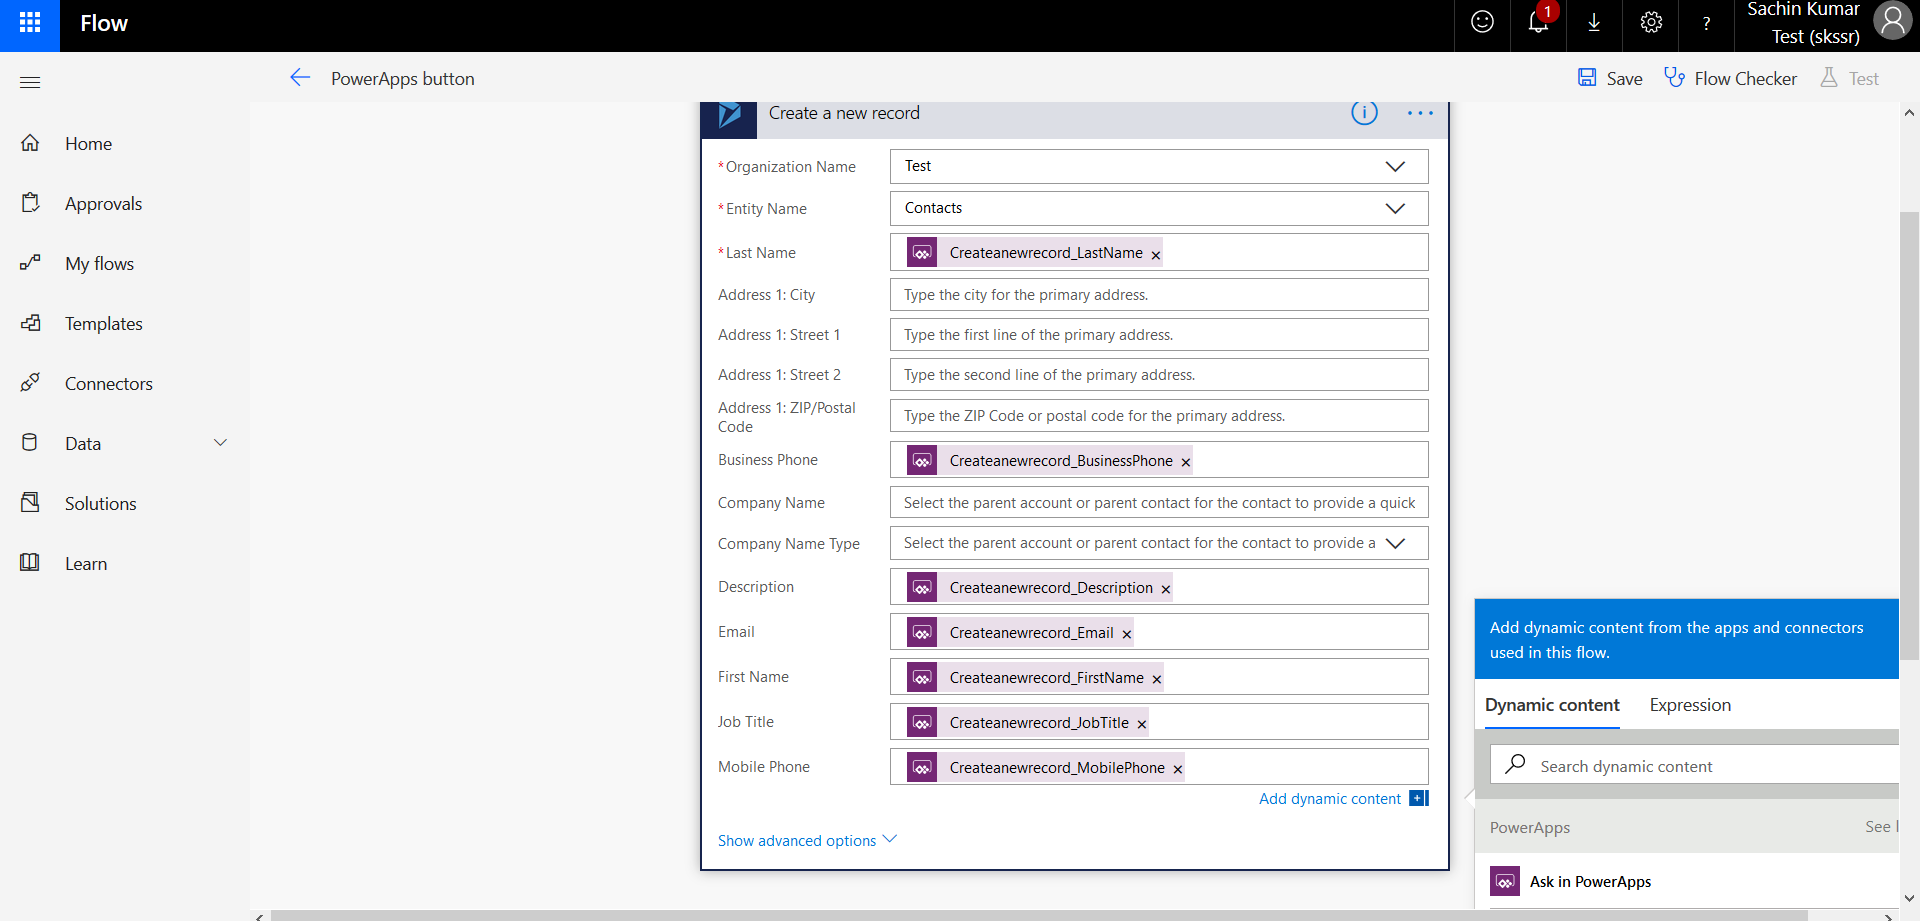 Flow
1
?
Sachin Kumar
Test (skssr)
PowerApps button
Save
Flow Checker
Test
Home
Approvals
My flows
Templates
Connectors
Data
Solutions
Learn
Create a new record
*Organization Name
Test
*Entity Name
Contacts
*Last Name
Createanewrecord_LastName ×
Address 1: City
Type the city for the primary address.
Address 1: Street 1
Type the first line of the primary address.
Address 1: Street 2
Type the second line of the primary address.
Address 1: ZIP/Postal
Code
Type the ZIP Code or postal code for the primary address.
Business Phone
Createanewrecord_BusinessPhone ×
Company Name
Select the parent account or parent contact for the contact to provide a quick
Company Name Type
Select the parent account or parent contact for the contact to provide a
Description
Createanewrecord_Description ×
Email
Createanewrecord_Email ×
First Name
Createanewrecord_FirstName ×
Job Title
Createanewrecord_JobTitle ×
Mobile Phone
Createanewrecord_MobilePhone ×
Add dynamic content
Show advanced options
Add dynamic content from the apps and connectors
used in this flow.
Dynamic content
Expression
Search dynamic content
PowerApps
See
Ask in PowerApps